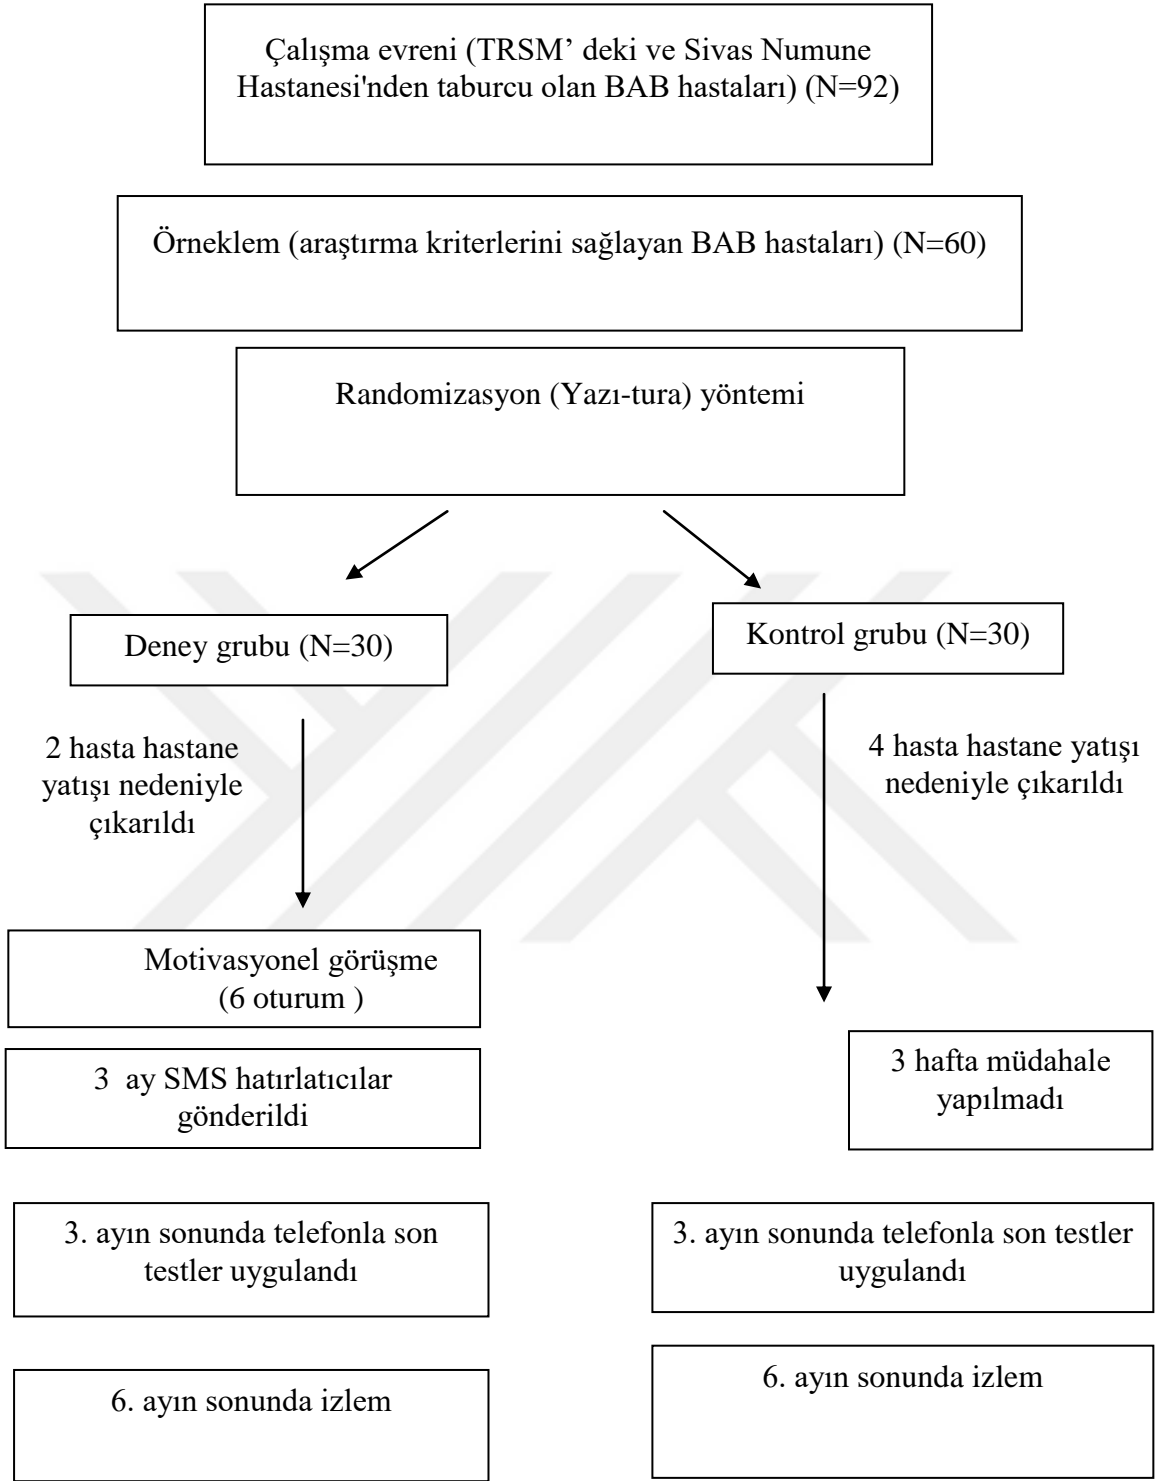 Çalışma evreni (TRSM’ deki ve Sivas Numune
Hastanesi'nden taburcu olan BAB hastaları) (N=92)
Örneklem (araştırma kriterlerini sağlayan BAB hastaları) (N=60)
Randomizasyon (Yazı-tura) yöntemi
Deney grubu (N=30)
Kontrol grubu (N=30)
2 hasta hastane
yatışı nedeniyle
çıkarıldı
4 hasta hastane yatışı
nedeniyle çıkarıldı
Motivasyonel görüşme
(6 oturum )
3  ay SMS hatırlatıcılar
gönderildi
3 hafta müdahale
yapılmadı
3. ayın sonunda telefonla son
testler uygulandı
3. ayın sonunda telefonla son testler
uygulandı
6. ayın sonunda izlem
6. ayın sonunda izlem